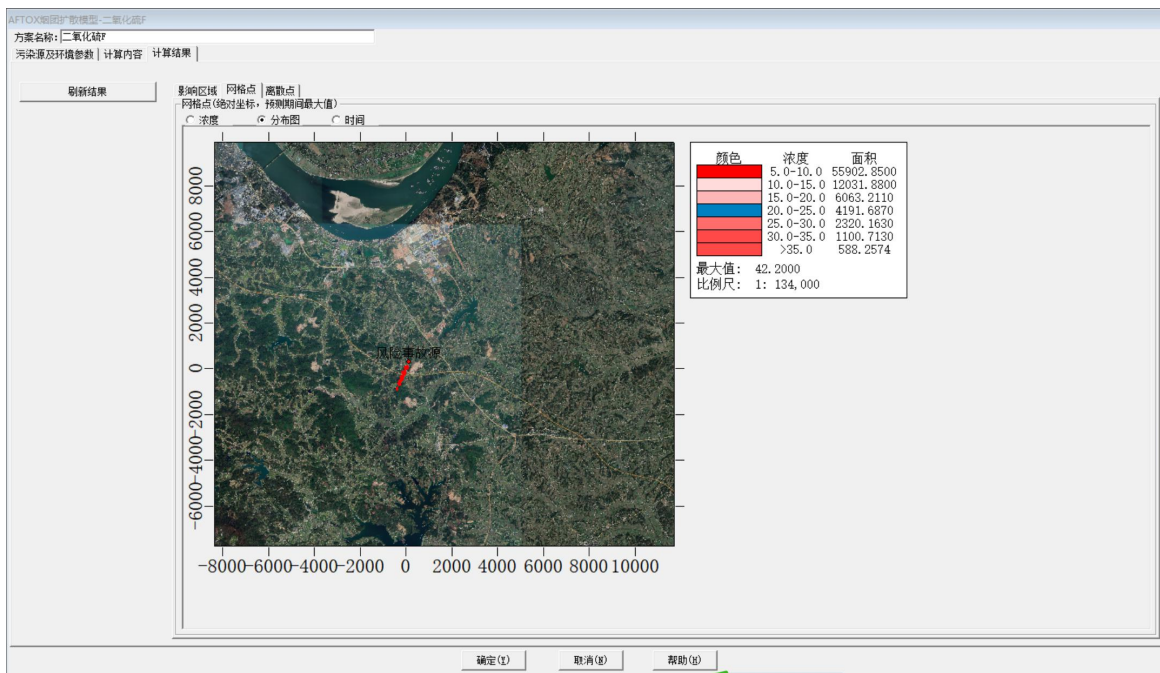 AFTOX烟团扩散模型-二氧化硫F
方案名称: 二氧化硫F
污染源及环境参数 计算内容 计算结果
刷新结果
影响区域 网格点 离散点
网格点(绝对坐标, 预测期间最大值)
浓度 分布图 时间
颜色 浓度 面积
5.0-10.0 55902.8500
10.0-15.0 12031.8800
15.0-20.0 6063.2110
20.0-25.0 4191.6870
25.0-30.0 2320.1630
30.0-35.0 1100.7130
>35.0 588.2574
最大值: 42.2000
比例尺: 1: 134,000
8000
6000
4000
2000
0
-2000
-4000
-6000
风险事故源
-8000 -6000 -4000 -2000 0 2000 4000 6000 8000 10000
确定(Y) 取消(N) 帮助(H)